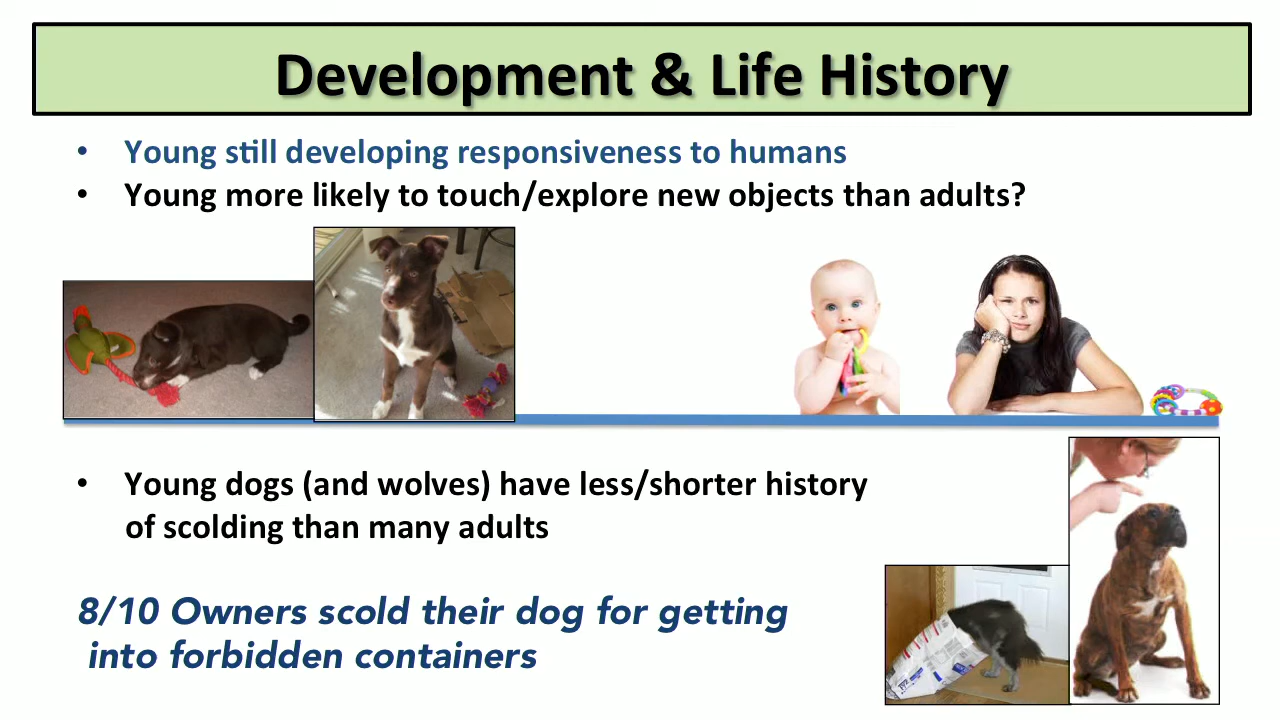 Development & Life History
• Young still developing responsiveness to humans
• Young more likely to touch/explore new objects than adults?
• Young dogs (and wolves) have less/shorter history
of scolding than many adults
8/10 Owners scold their dog for getting
into forbidden containers